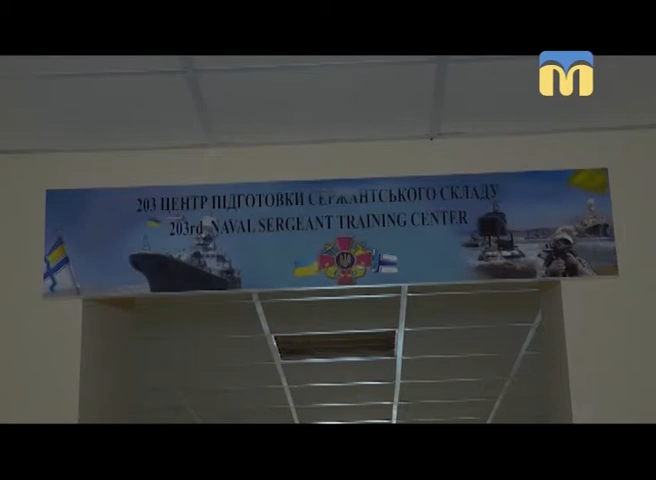 203 ЦЕНТР ПІДГОТОВКИ СЕРЖАНТСЬКОГО СКЛАДУ
203rd NAVAL SERGEANT TRAINING CENTER